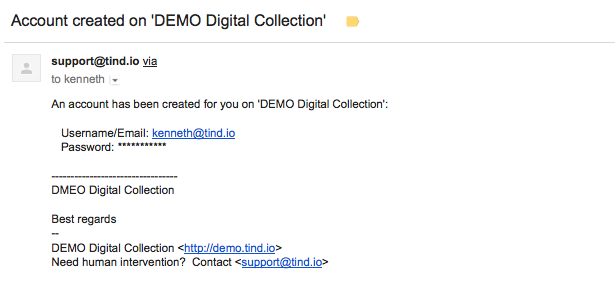 Account created on 'DEMO Digital Collection'
support@tind.io via
to kenneth
An account has been created for you on 'DEMO Digital Collection':
Username/Email: kenneth@tind.io
Password: ***********
---------------------------------
DMEO Digital Collection
Best regards
--
DEMO Digital Collection <http://demo.tind.io>
Need human intervention?  Contact <support@tind.io>